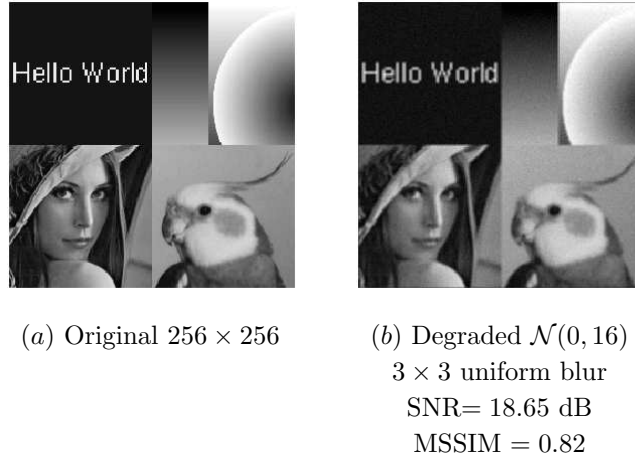 Hello World
Hello World
(a) Original 256 × 256
(b) Degraded 𝒩(0, 16)
3 × 3 uniform blur
SNR= 18.65 dB
MSSIM = 0.82